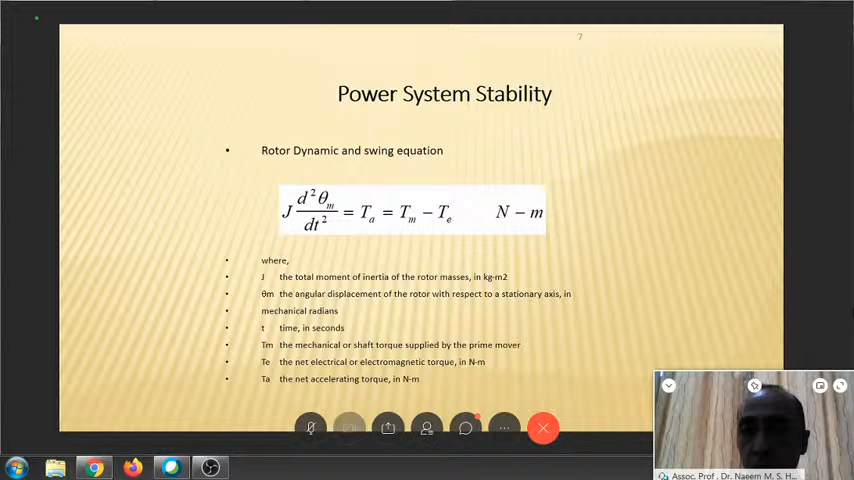 7
Power System Stability
• Rotor Dynamic and swing equation
J d²θₘ/dt² = Tₐ = Tₘ − Tₑ N − m
• where,
• J the total moment of inertia of the rotor masses, in kg-m2
• θm the angular displacement of the rotor with respect to a stationary axis, in
• mechanical radians
• t time, in seconds
• Tm the mechanical or shaft torque supplied by the prime mover
• Te the net electrical or electromagnetic torque, in N-m
• Ta the net accelerating torque, in N-m
Assoc. Prof . Dr. Naeem M. S. H...